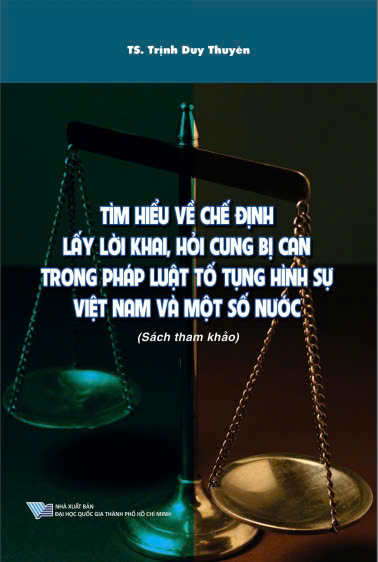 TS. Trịnh Duy Thuyên
TÌM HIỂU VỀ CHẾ ĐỊNH
LẤY LỜI KHAI, HỎI CUNG BỊ CAN
TRONG PHÁP LUẬT TỐ TỤNG HÌNH SỰ
VIỆT NAM VÀ MỘT SỐ NƯỚC
(Sách tham khảo)
NHÀ XUẤT BẢN
ĐẠI HỌC QUỐC GIA THÀNH PHỐ HỒ CHÍ MINH